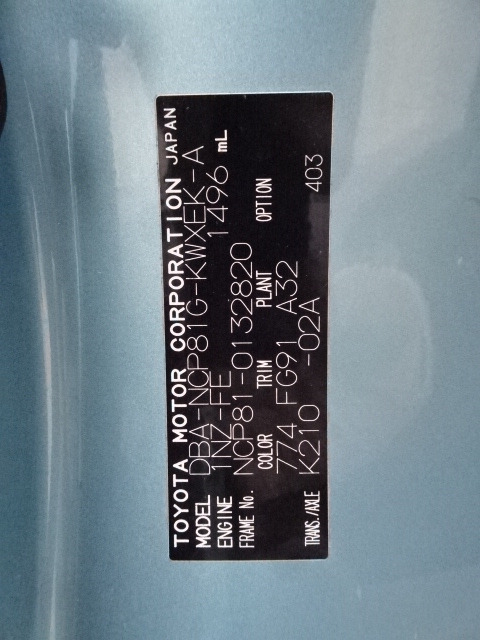 TOYOTA MOTOR CORPORATION JAPAN
MODEL DBA-NCP81G-KWXEK-A
ENGINE 1NZ-FE 1496 mL
FRAME No. NCP81-0132820
COLOR TRIM PLANT OPTION
774 FG91 A32
TRANS./AXLE K210 -02A 403